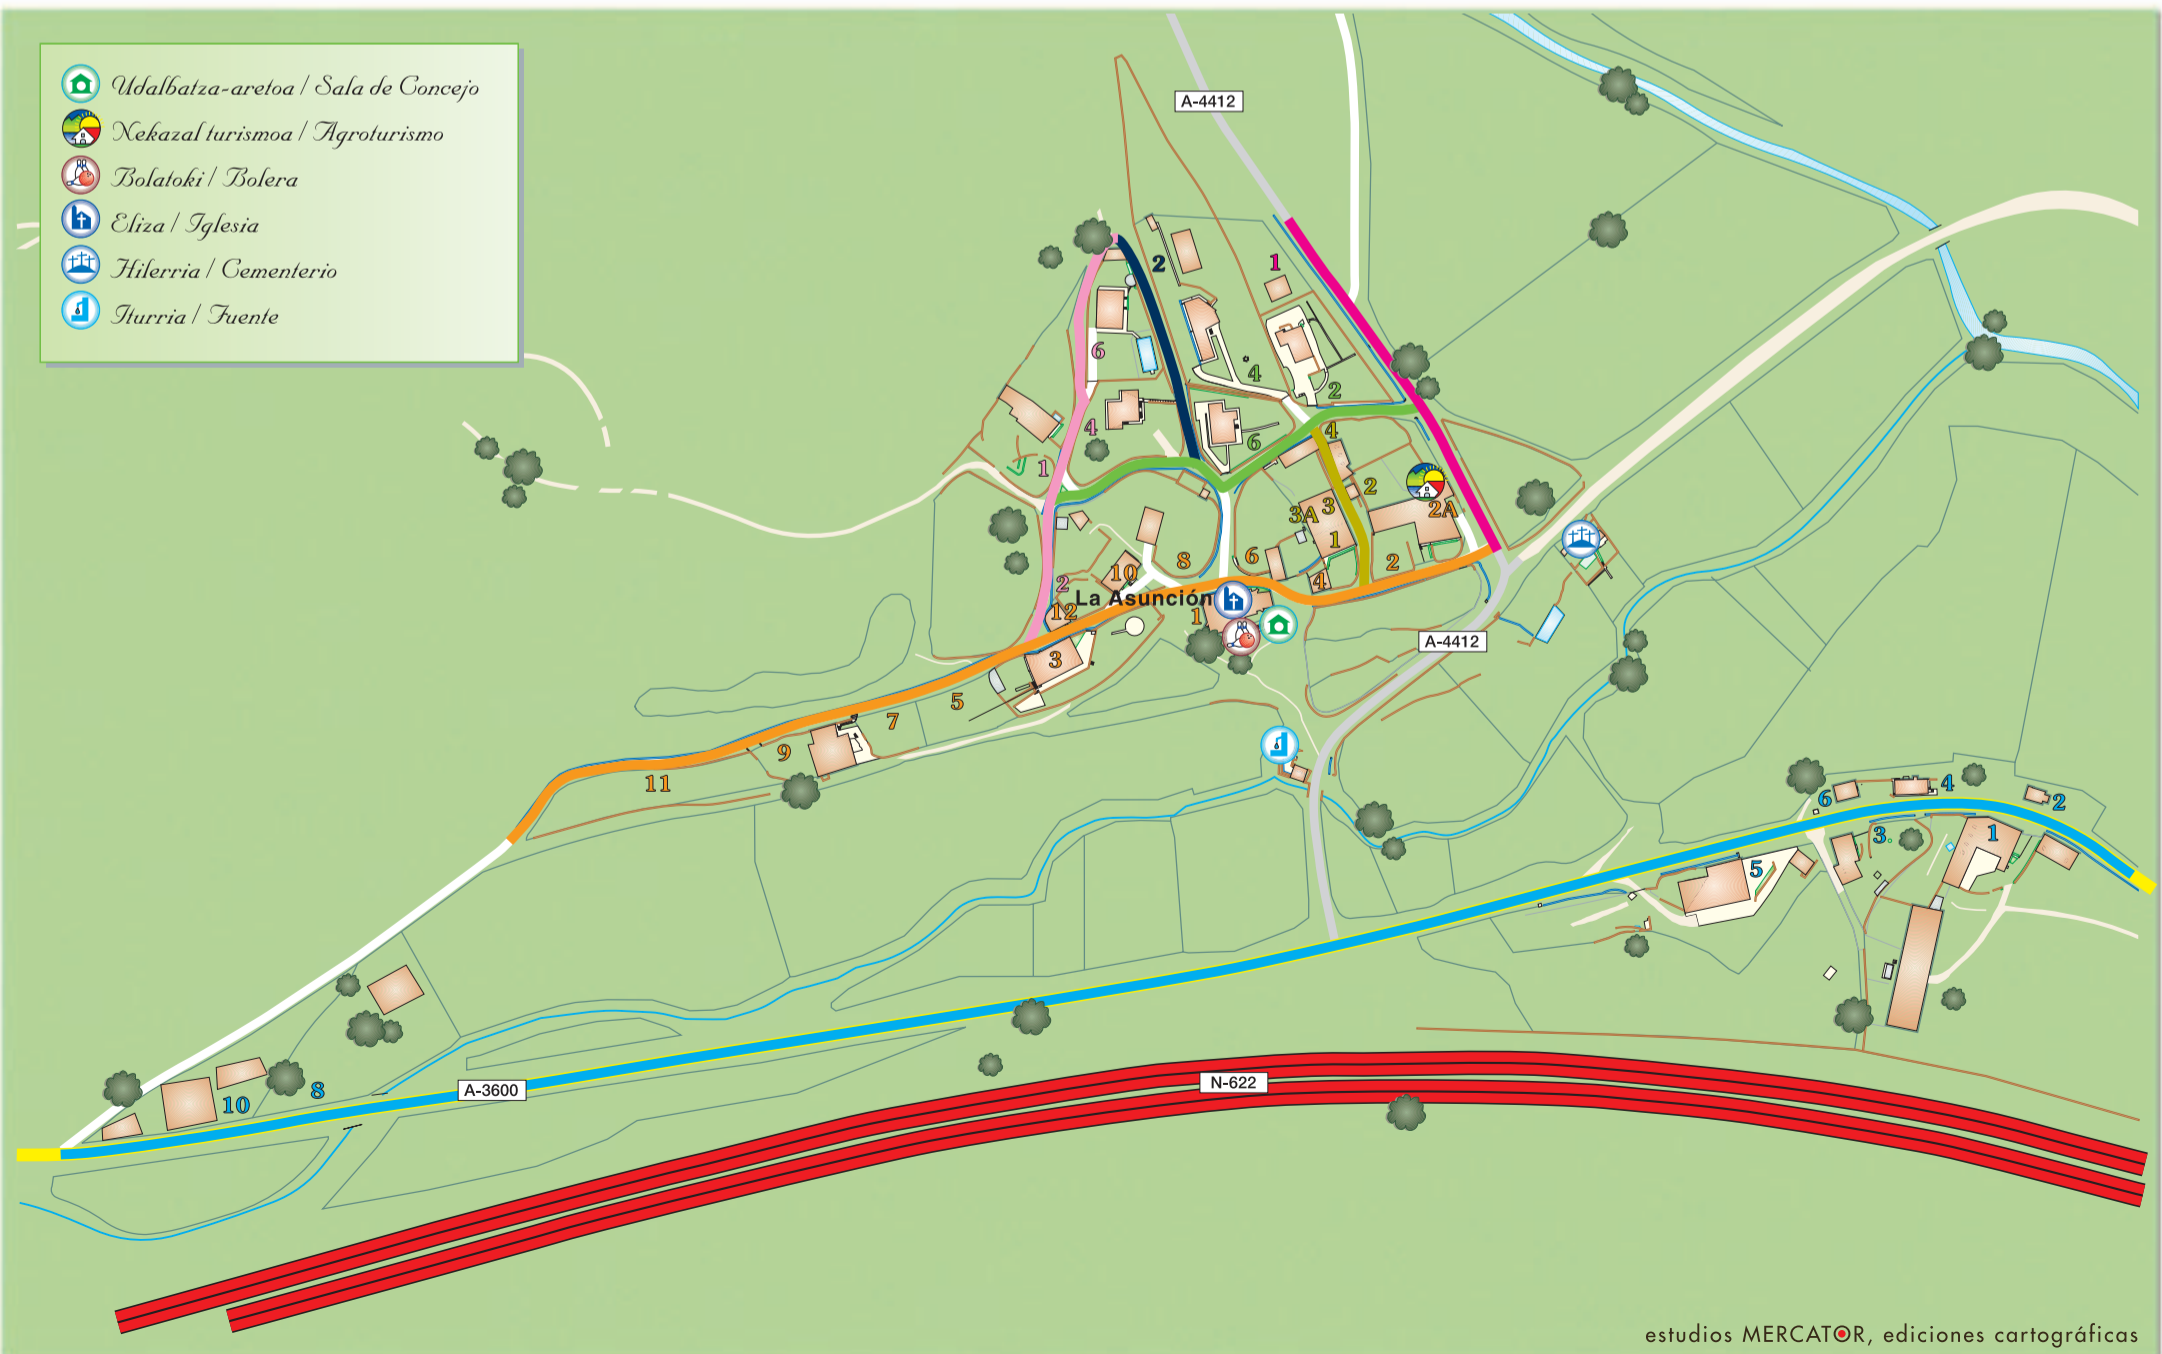 Udalbatza-aretoa / Sala de Concejo
Nekazal turismoa / Agroturismo
Bolatoki / Bolera
Eliza / Iglesia
Hilerria / Cementerio
Iturria / Fuente
A-4412
2
1
6
4
2
4
6
4
1
2
2A
3A
3
1
2
8
6
10
4
2
La Asunción
12
1
3
A-4412
5
7
9
11
6
4
2
3
1
5
A-3600
8
10
N-622
estudios MERCATOR, ediciones cartográficas